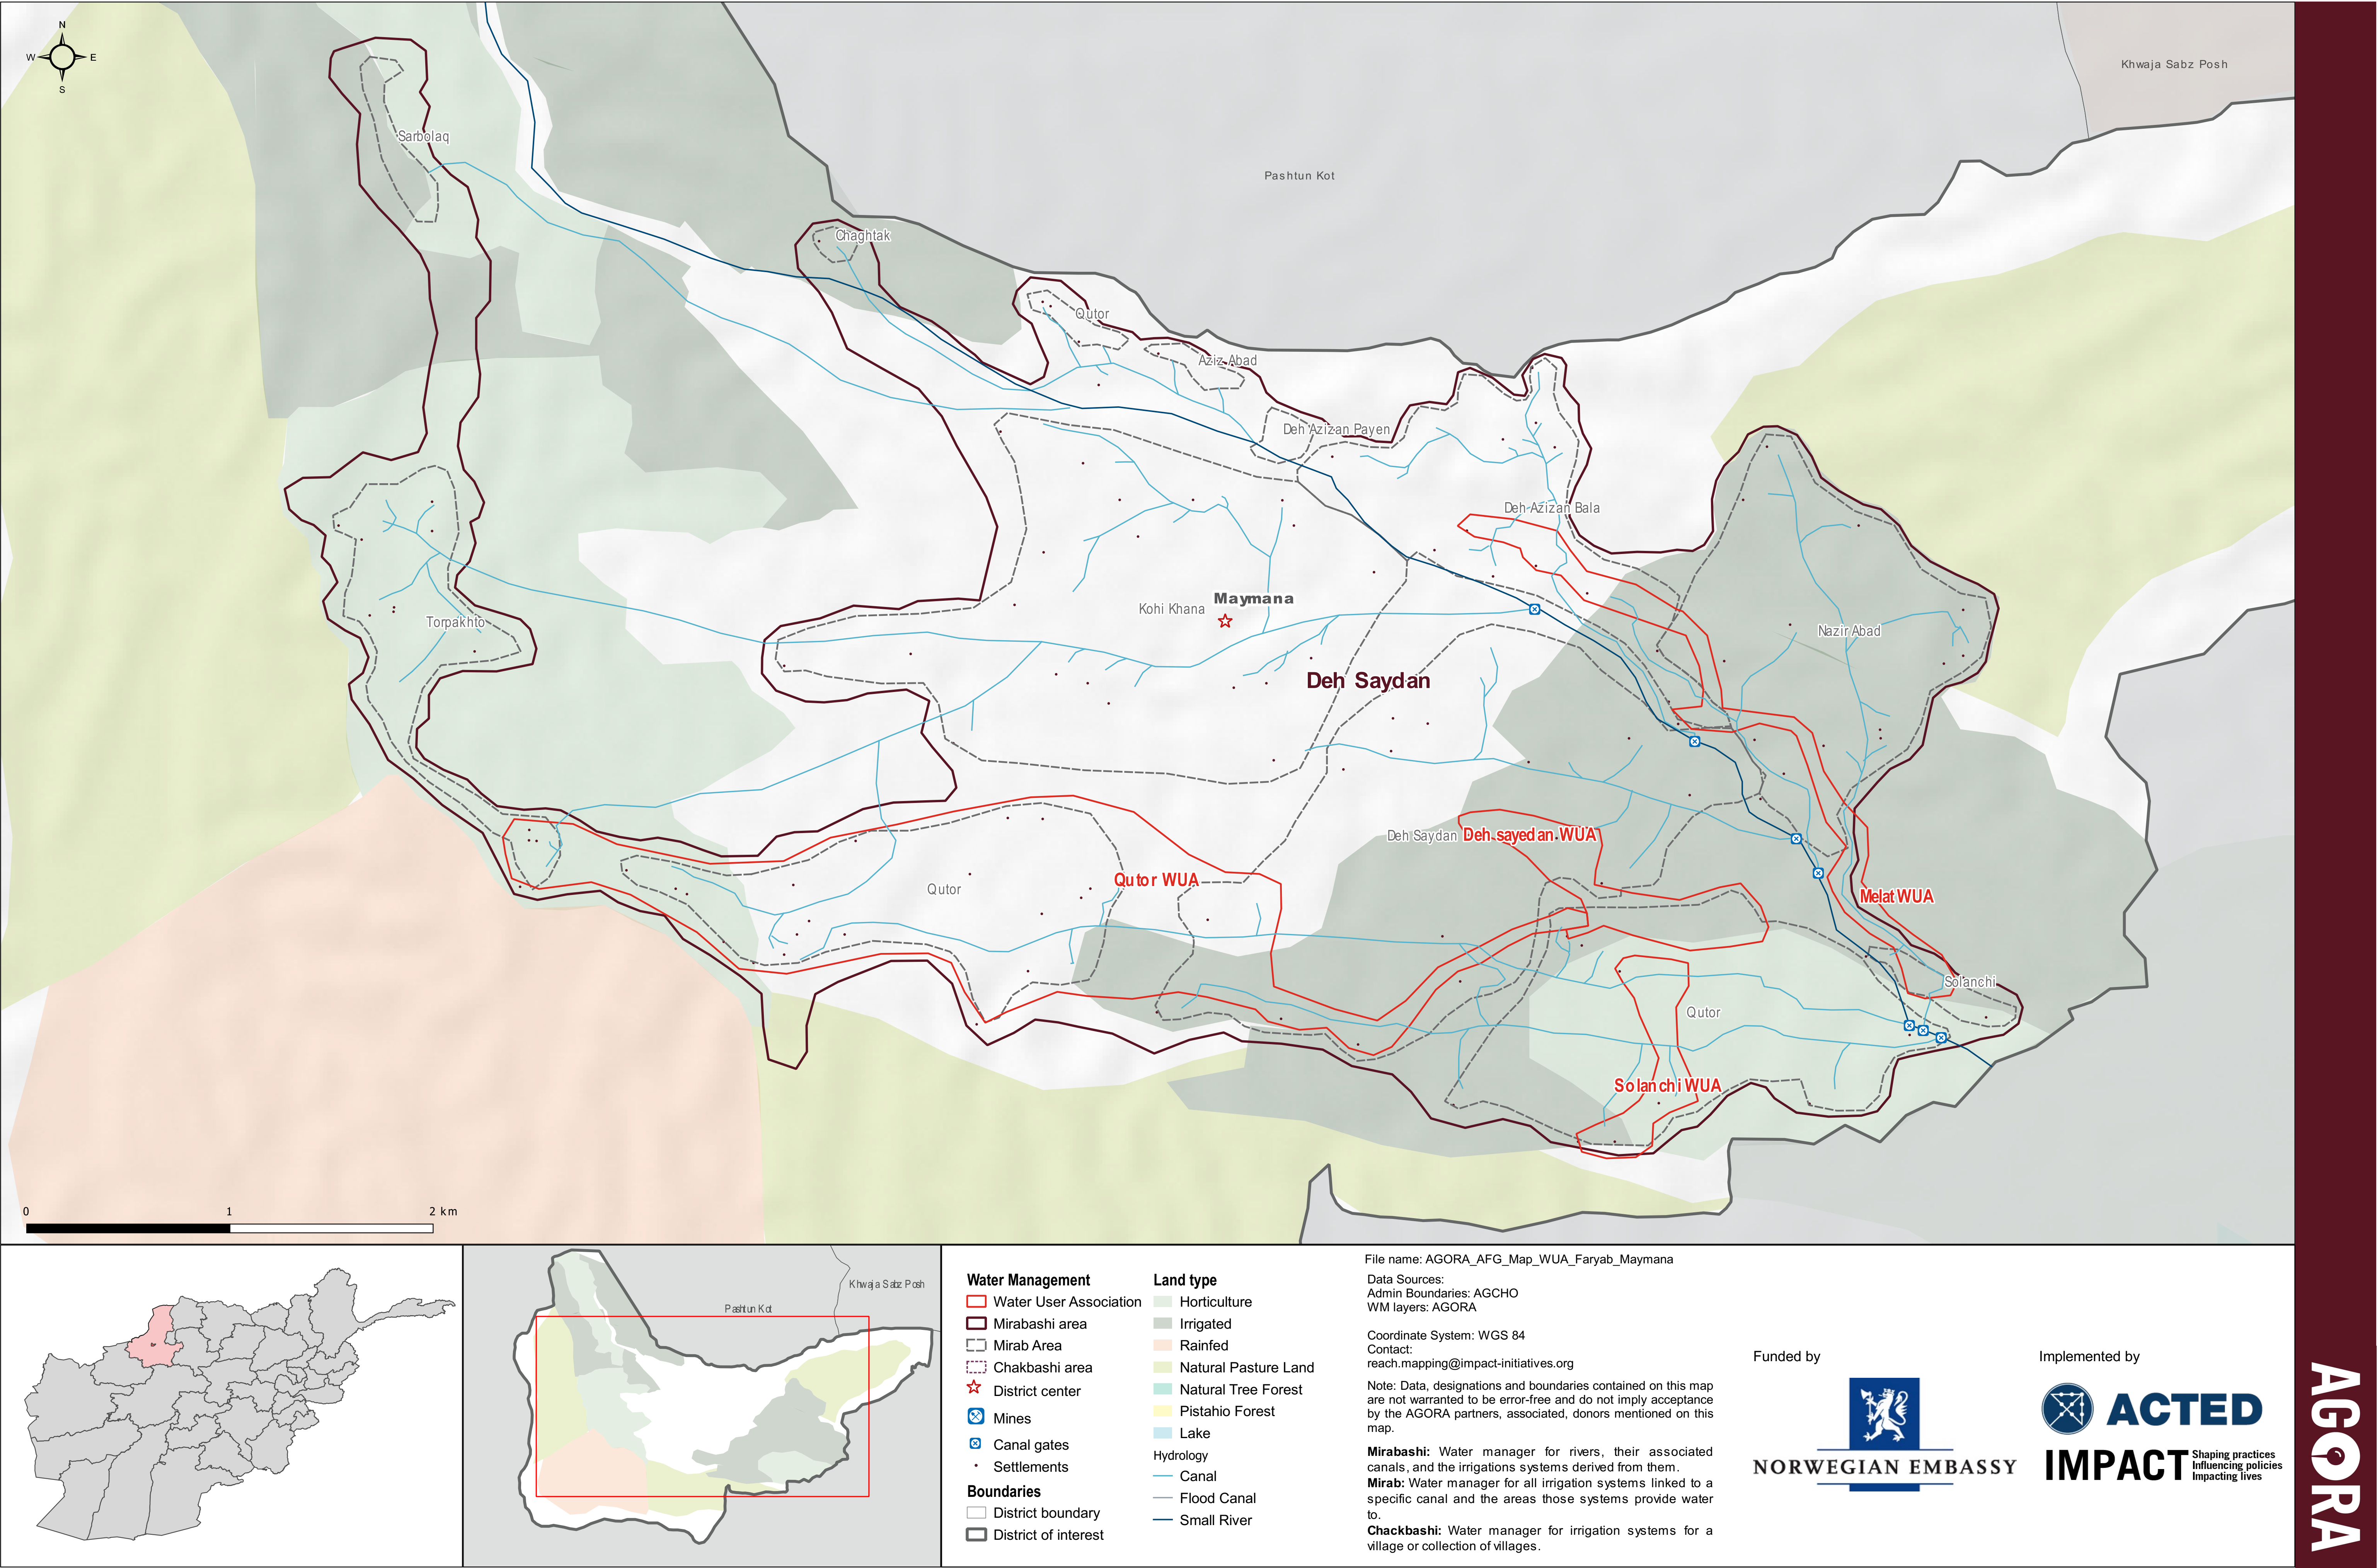 N
W E
S
Khwaja Sabz Posh
Pashtun Kot
Sarbolaq
Chaghtak
Qutor
Aziz Abad
Deh Azizan Payen
Deh Azizan Bala
Kohi Khana
Maymana
Torpakhto
Nazir Abad
Deh Saydan
Deh Saydan
Deh sayedan WUA
Qutor WUA
Qutor
Melat WUA
Solanchi
Qutor
Solanchi WUA
0 1 2 km
Khwaja Sabz Posh
Pashtun Kot
Water Management
Water User Association
Mirabashi area
Mirab Area
Chakbashi area
District center
Mines
Canal gates
Settlements
Boundaries
District boundary
District of interest
Land type
Horticulture
Irrigated
Rainfed
Natural Pasture Land
Natural Tree Forest
Pistahio Forest
Lake
Hydrology
Canal
Flood Canal
Small River
File name: AGORA_AFG_Map_WUA_Faryab_Maymana
Data Sources:
Admin Boundaries: AGCHO
WM layers: AGORA
Coordinate System: WGS 84
Contact:
reach.mapping@impact-initiatives.org
Note: Data, designations and boundaries contained on this map
are not warranted to be error-free and do not imply acceptance
by the AGORA partners, associated, donors mentioned on this
map.
Mirabashi: Water manager for rivers, their associated
canals, and the irrigations systems derived from them.
Mirab: Water manager for all irrigation systems linked to a
specific canal and the areas those systems provide water
to.
Chackbashi: Water manager for irrigation systems for a
village or collection of villages.
Funded by
NORWEGIAN EMBASSY
Implemented by
ACTED
IMPACT
Shaping practices
Influencing policies
Impacting lives
AGORA